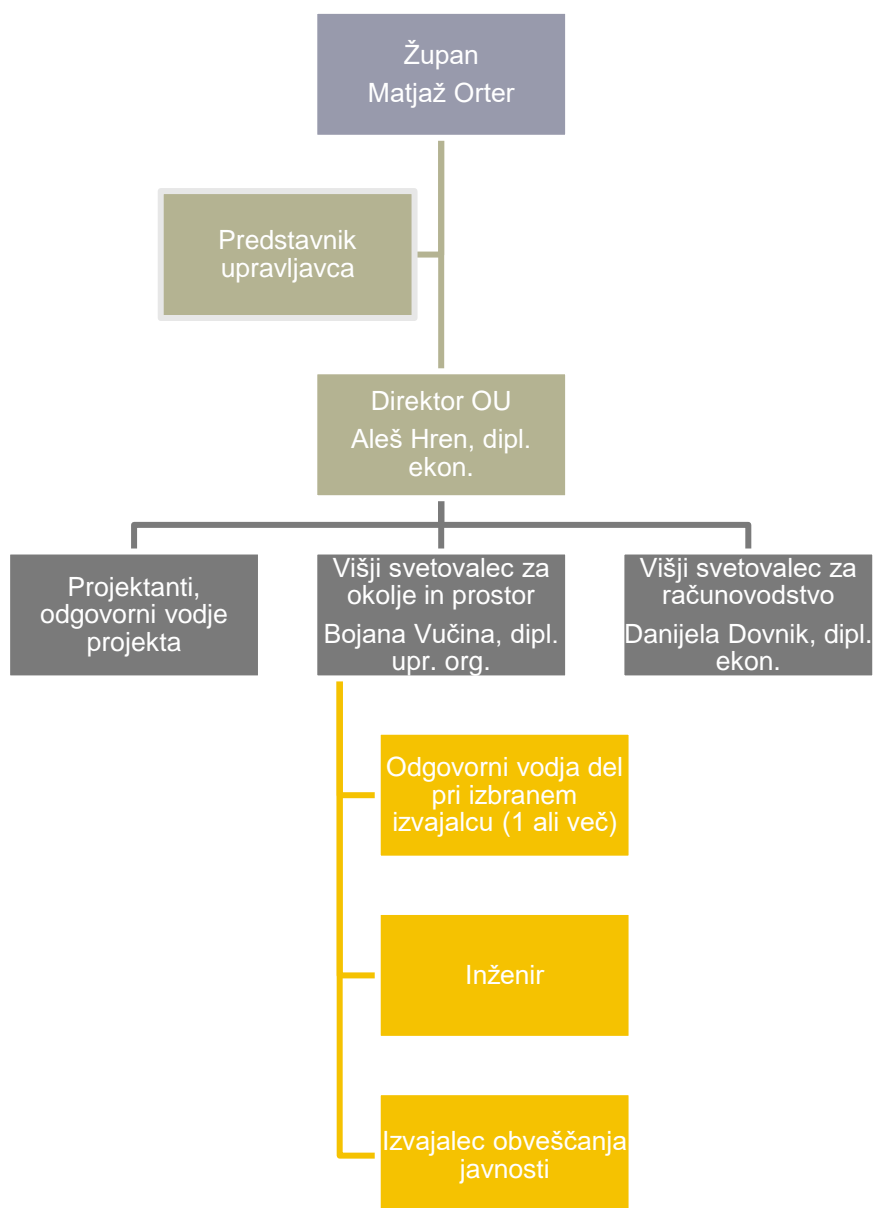 Župan
Matjaž Orter
Predstavnik
upravljavca
Direktor OU
Aleš Hren, dipl.
ekon.
Projektanti,
odgovorni vodje
projekta
Višji svetovalec za
okolje in prostor
Bojana Vučina, dipl.
upr. org.
Višji svetovalec za
računovodstvo
Danijela Dovnik, dipl.
ekon.
Odgovorni vodja del
pri izbranem
izvajalcu (1 ali več)
Inženir
Izvajalec obveščanja
javnosti